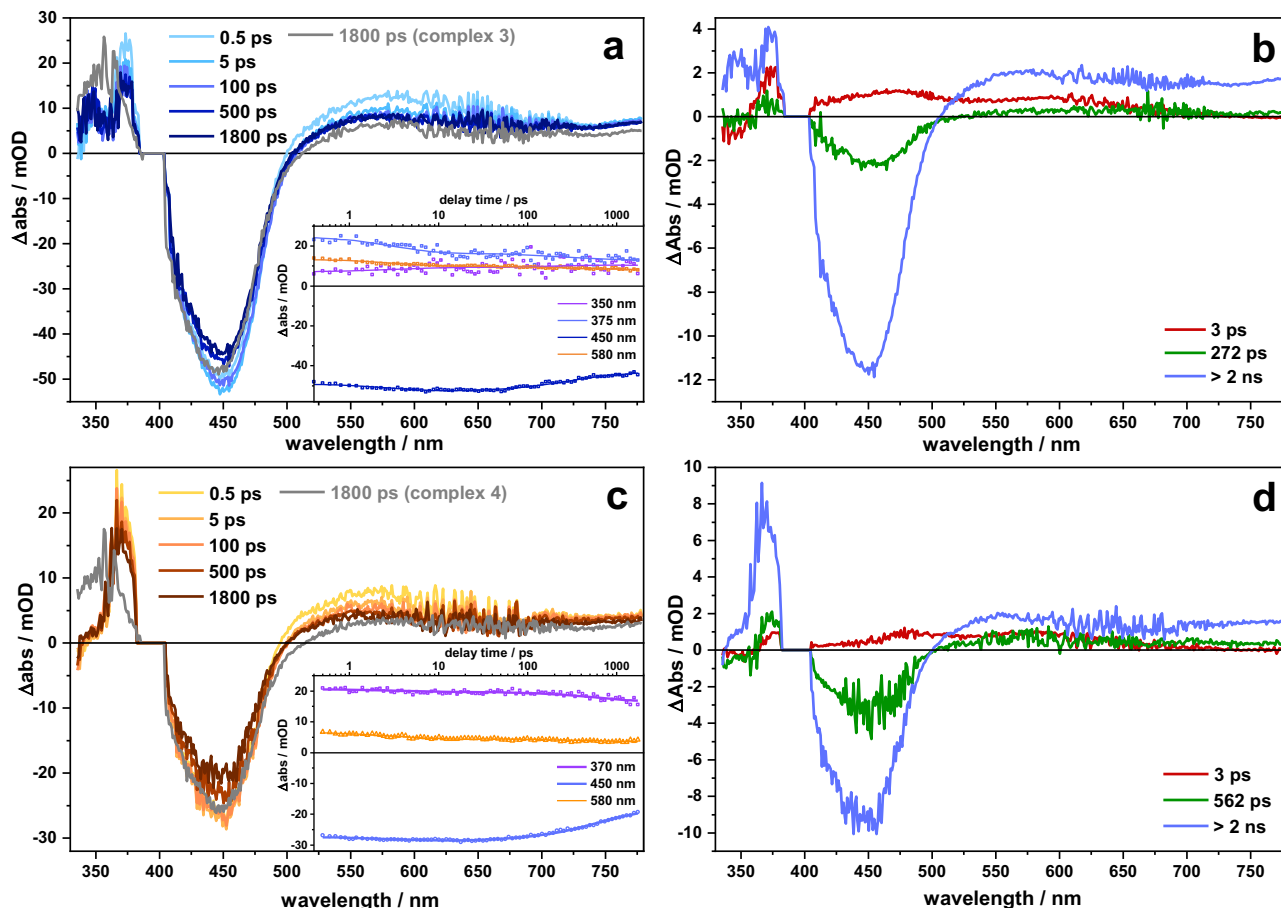 a
30
20
10
0
-10
-20
-30
-40
-50
Δabs / mOD
0.5 ps
5 ps
100 ps
500 ps
1800 ps
1800 ps (complex 3)
delay time / ps
1 10 100 1000
20
0
-50
Δabs / mOD
350 nm
375 nm
450 nm
580 nm
350 400 450 500 550 600 650 700 750
wavelength / nm
b
4
2
0
-2
-4
-6
-8
-10
-12
ΔAbs / mOD
3 ps
272 ps
> 2 ns
350 400 450 500 550 600 650 700 750
wavelength / nm
c
20
10
0
-10
-20
-30
Δabs / mOD
0.5 ps
5 ps
100 ps
500 ps
1800 ps
1800 ps (complex 4)
delay time / ps
1 10 100 1000
20
10
0
-10
-20
-30
Δabs / mOD
370 nm
450 nm
580 nm
350 400 450 500 550 600 650 700 750
wavelength / nm
d
10
8
6
4
2
0
-2
-4
-6
-8
-10
ΔAbs / mOD
3 ps
562 ps
> 2 ns
350 400 450 500 550 600 650 700 750
wavelength / nm